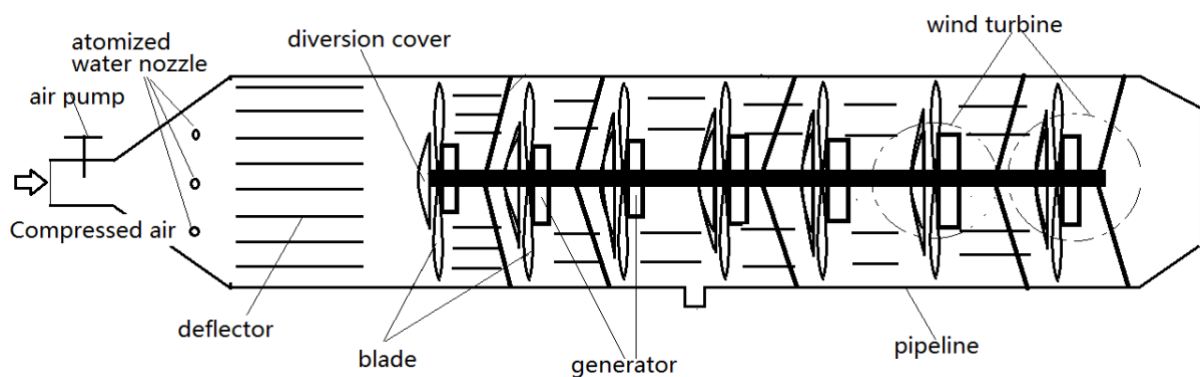 wind turbine
diversion cover
atomized
water nozzle
air pump
Compressed air
deflector
blade
generator
pipeline